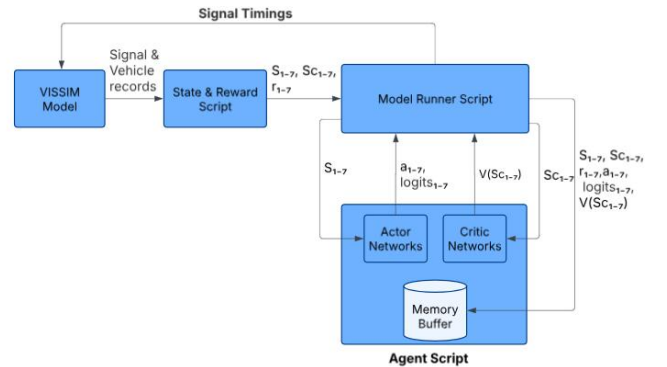 Signal Timings
Signal &
Vehicle
records
VISSIM
Model
State & Reward
Script
S₁₋₇, Sc₁₋₇,
r₁₋₇
Model Runner Script
S₁₋₇
a₁₋₇,
logits₁₋₇
V(Sc₁₋₇)
Sc₁₋₇
S₁₋₇, Sc₁₋₇,
r₁₋₇,a₁₋₇,
logits₁₋₇,
V(Sc₁₋₇)
Actor
Networks
Critic
Networks
Memory
Buffer
Agent Script